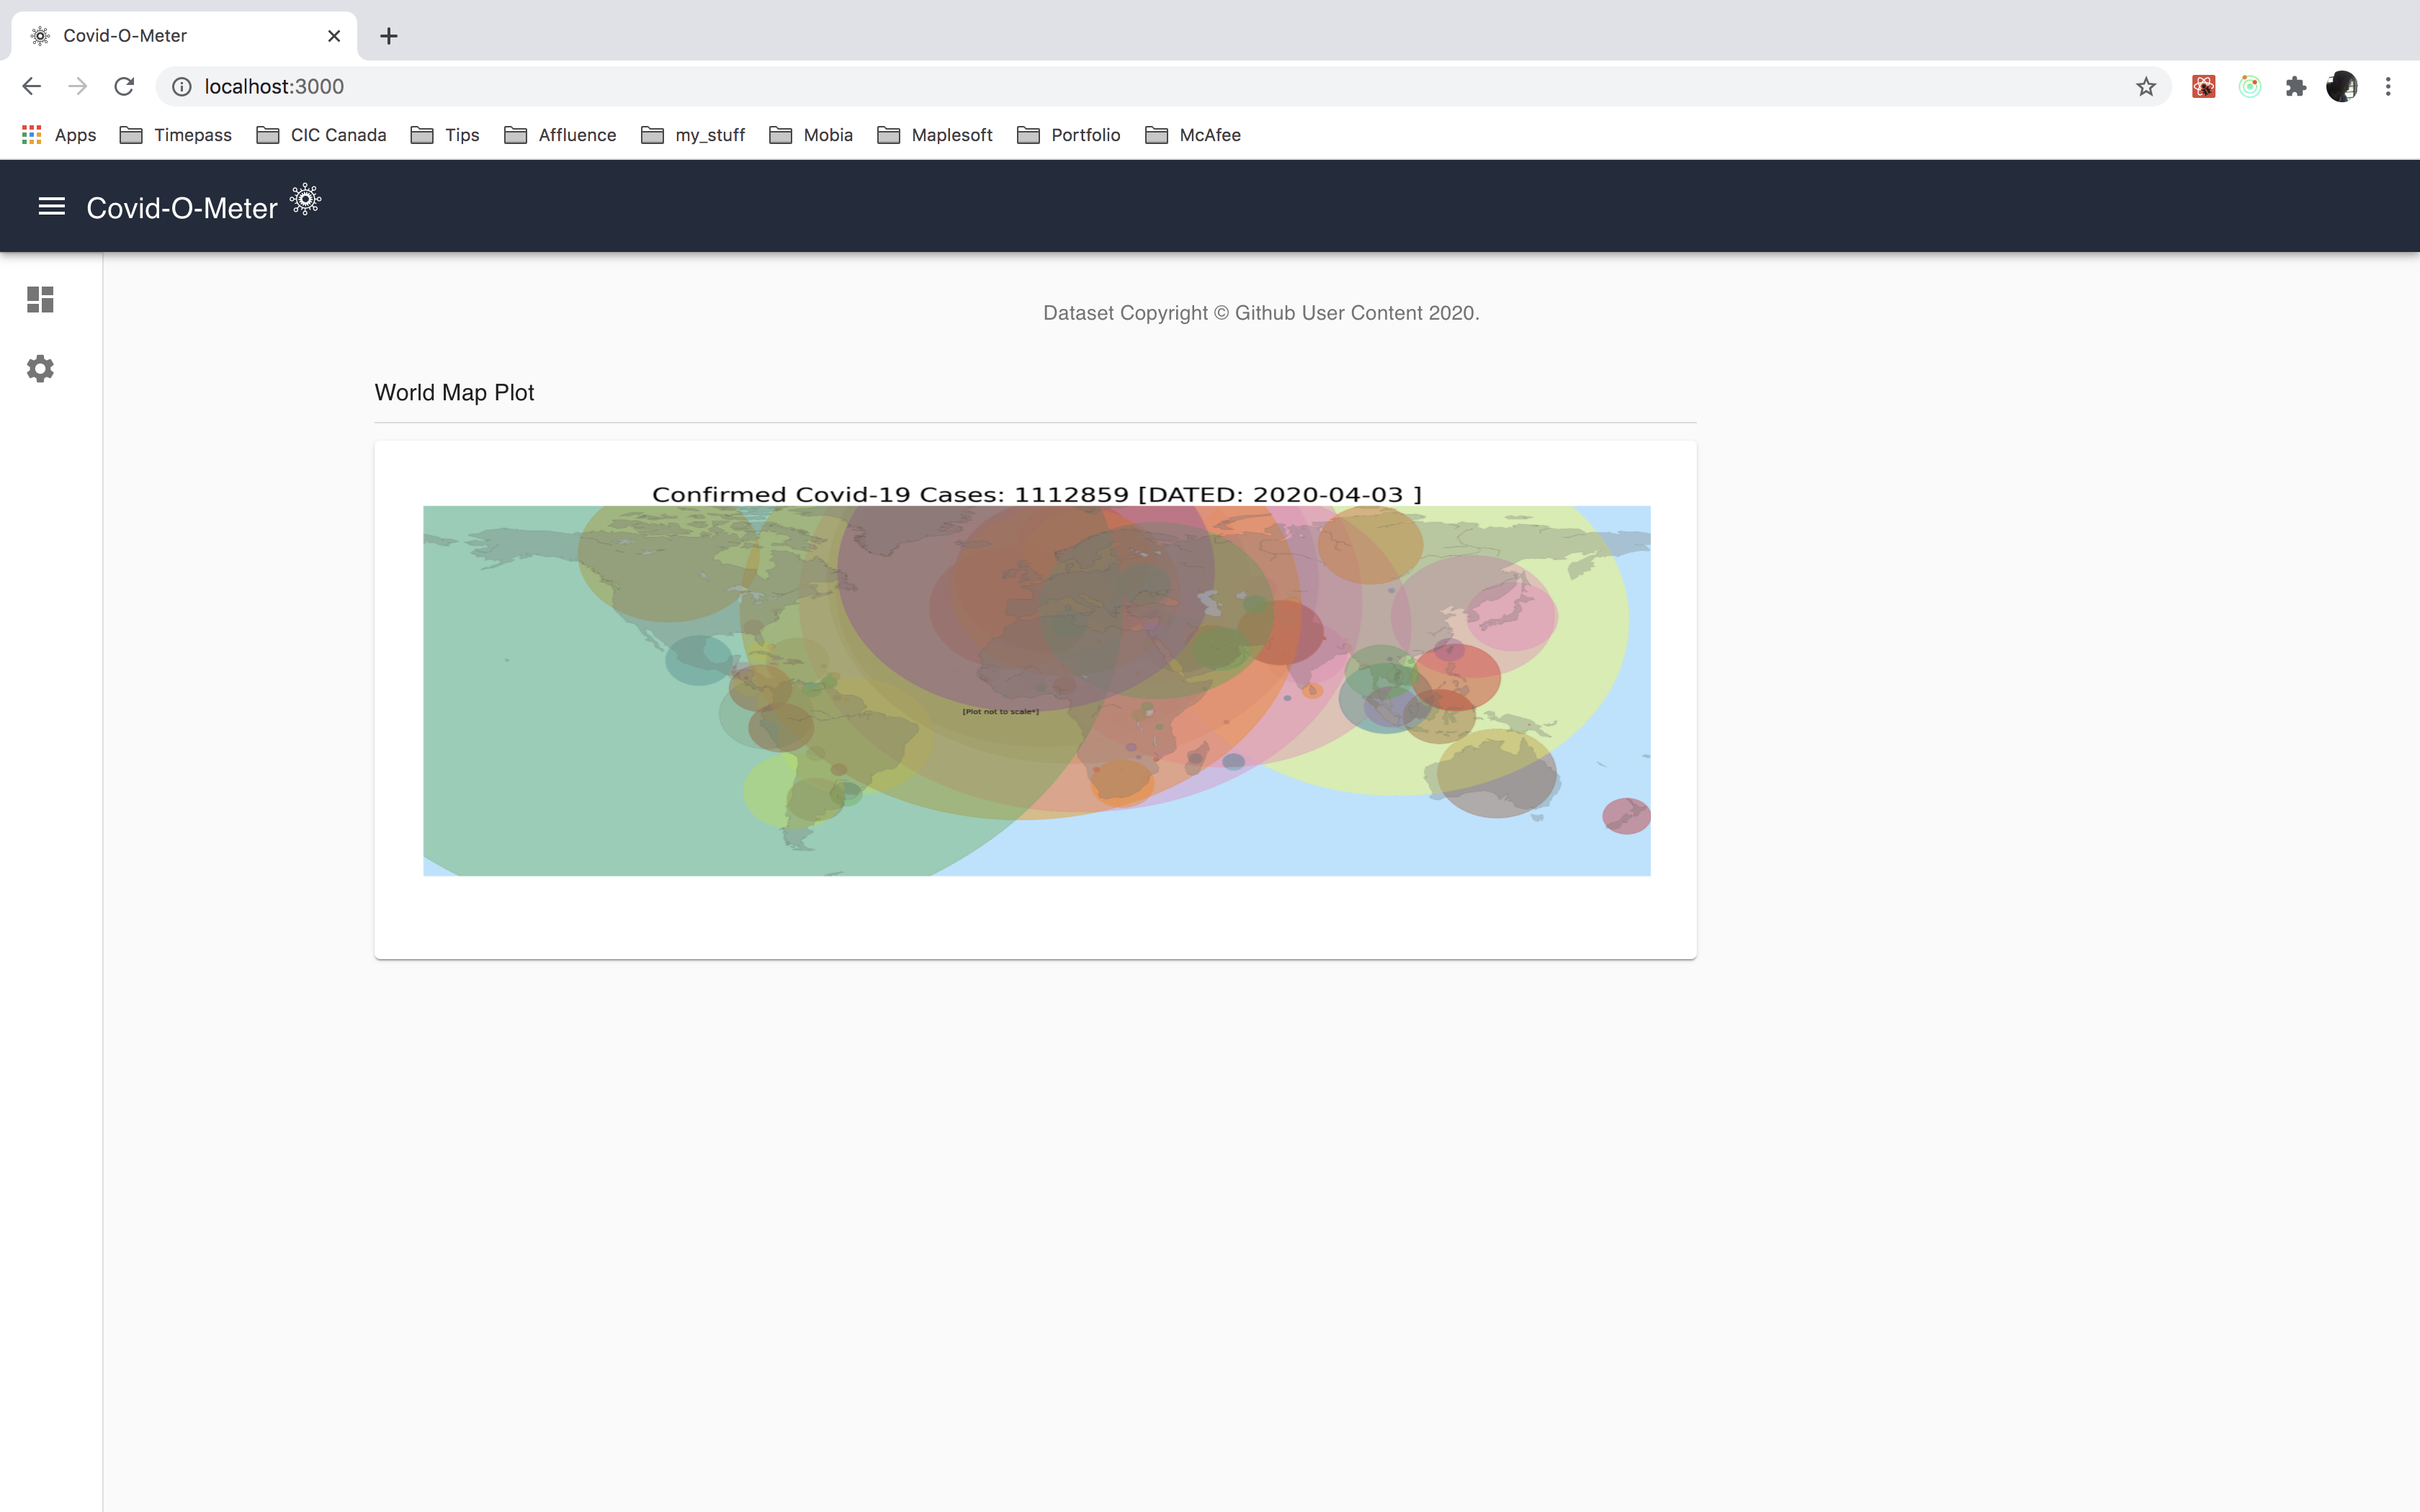 Covid-O-Meter
localhost:3000
Apps Timepass CIC Canada Tips Affluence my_stuff Mobia Maplesoft Portfolio McAfee
Covid-O-Meter
Dataset Copyright © Github User Content 2020.
World Map Plot
Confirmed Covid-19 Cases: 1112859 [DATED: 2020-04-03 ]
[Plot not to scale*]